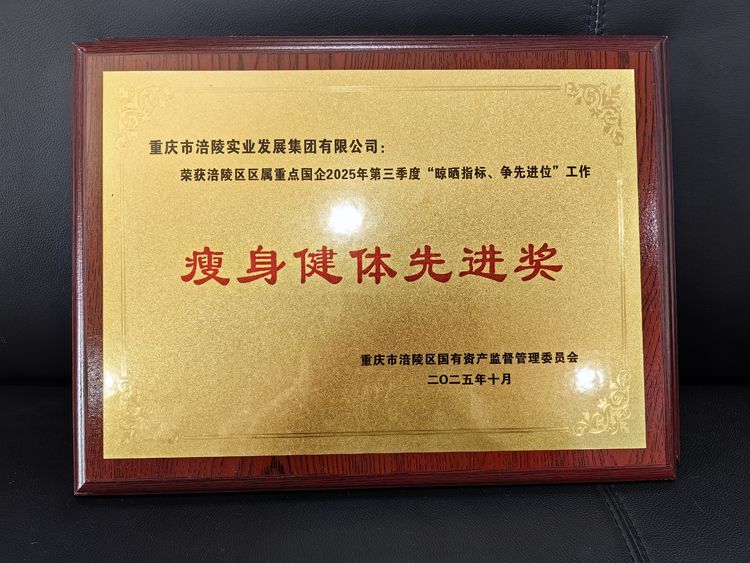 重庆市涪陵实业发展集团有限公司：
荣获涪陵区区属重点国企2025年第三季度“晾晒指标、争先进位”工作
瘦身健体先进奖
重庆市涪陵区国有资产监督管理委员会
二〇二五年十月